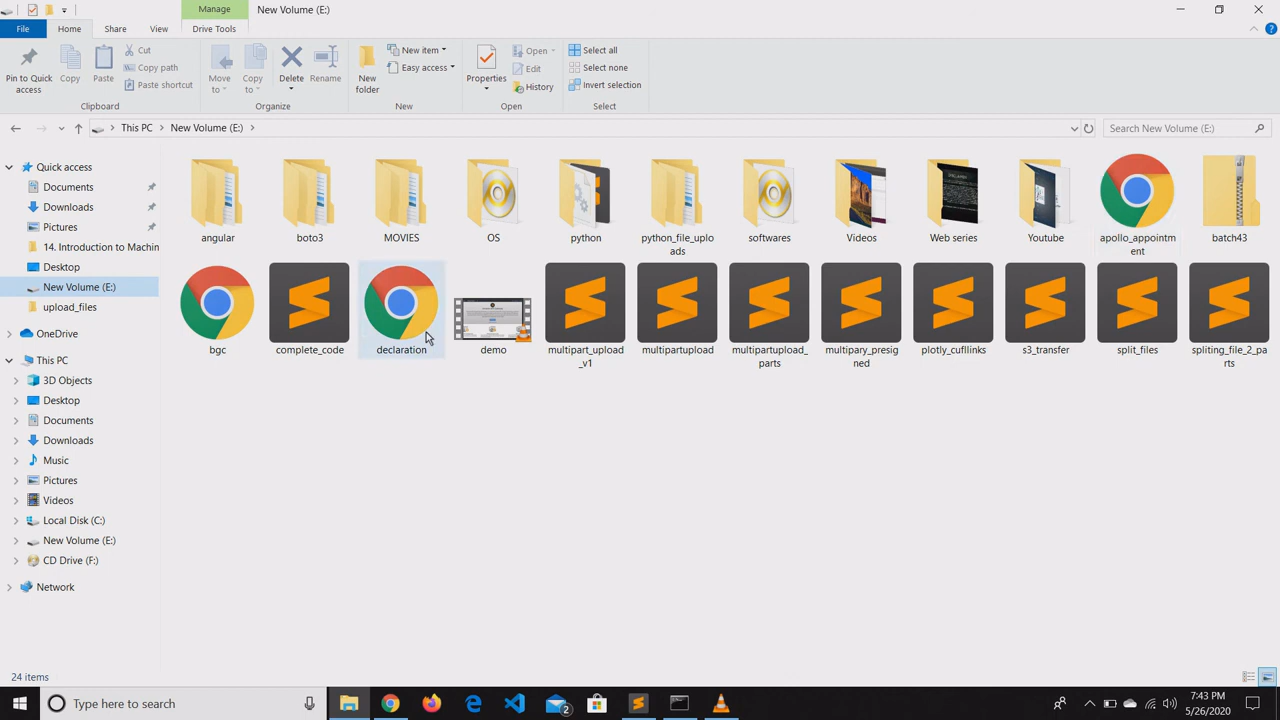 Manage
New Volume (E:)
File
Home
Share
View
Drive Tools
Pin to Quick
access
Copy
Paste
Cut
Copy path
Paste shortcut
Clipboard
Move
to
Copy
to
Delete
Rename
Organize
New
folder
New item
Easy access
New
Properties
Open
Edit
History
Open
Select all
Select none
Invert selection
Select
This PC
New Volume (E:)
Search New Volume (E:)
Quick access
Documents
Downloads
Pictures
14. Introduction to Machin
Desktop
New Volume (E:)
upload_files
OneDrive
This PC
3D Objects
Desktop
Documents
Downloads
Music
Pictures
Videos
Local Disk (C:)
New Volume (E:)
CD Drive (F:)
Network
angular
boto3
MOVIES
OS
python
python_file_uplo
ads
softwares
Videos
Web series
Youtube
apollo_appointm
ent
batch43
bgc
complete_code
declaration
demo
multipart_upload
_v1
multipartupload
multipartupload_
parts
multipary_presig
ned
plotly_cufllinks
s3_transfer
split_files
spliting_file_2_pa
rts
24 items
Type here to search
2
7:43 PM
5/26/2020